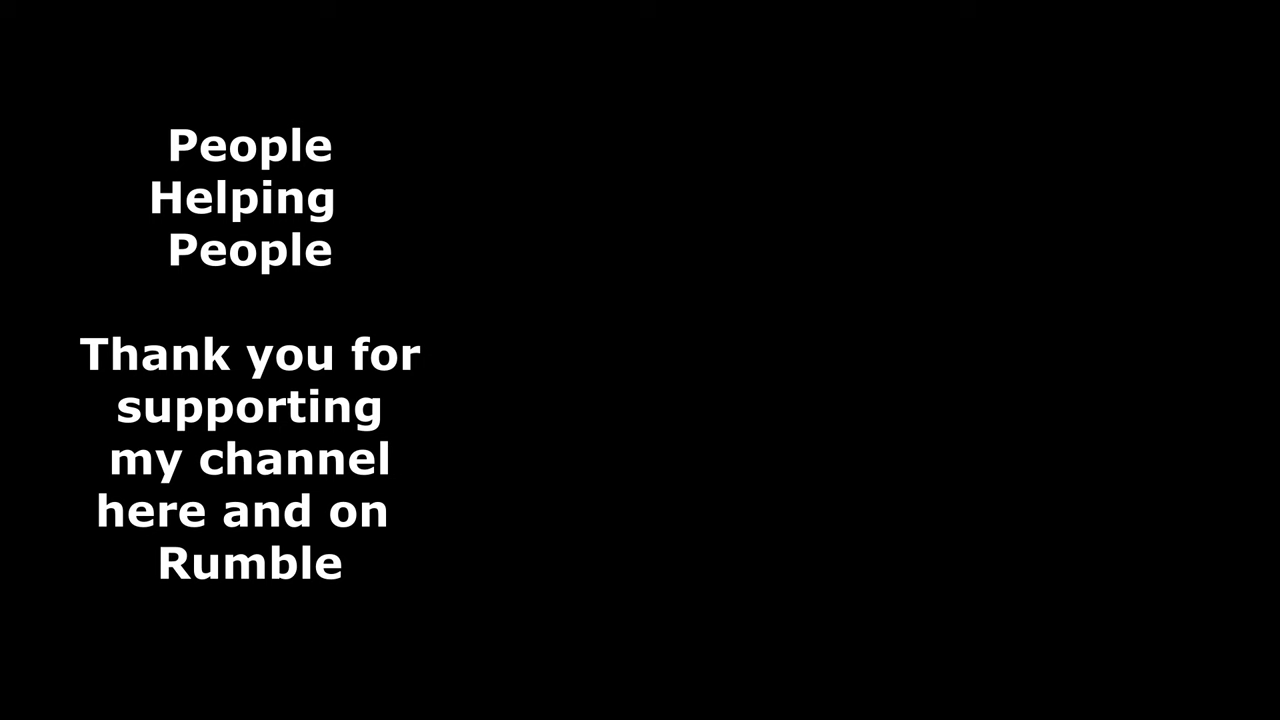 People
Helping
People
Thank you for
supporting
my channel
here and on
Rumble